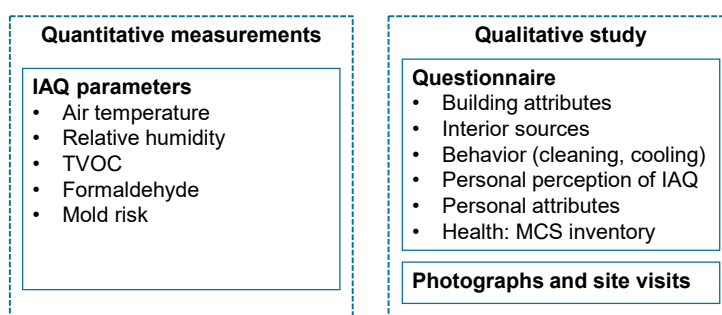 Quantitative measurements
IAQ parameters
• Air temperature
• Relative humidity
• TVOC
• Formaldehyde
• Mold risk
Qualitative study
Questionnaire
• Building attributes
• Interior sources
• Behavior (cleaning, cooling)
• Personal perception of IAQ
• Personal attributes
• Health: MCS inventory
Photographs and site visits